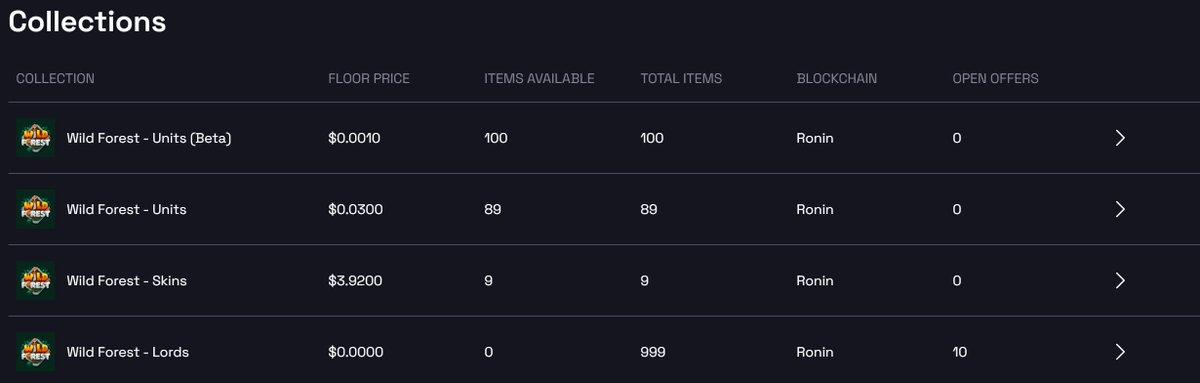 Collections
COLLECTION FLOOR PRICE ITEMS AVAILABLE TOTAL ITEMS BLOCKCHAIN OPEN OFFERS
WILD FOREST Wild Forest - Units (Beta) $0.0010 100 100 Ronin 0
WILD FOREST Wild Forest - Units $0.0300 89 89 Ronin 0
WILD FOREST Wild Forest - Skins $3.9200 9 9 Ronin 0
WILD FOREST Wild Forest - Lords $0.0000 0 999 Ronin 10